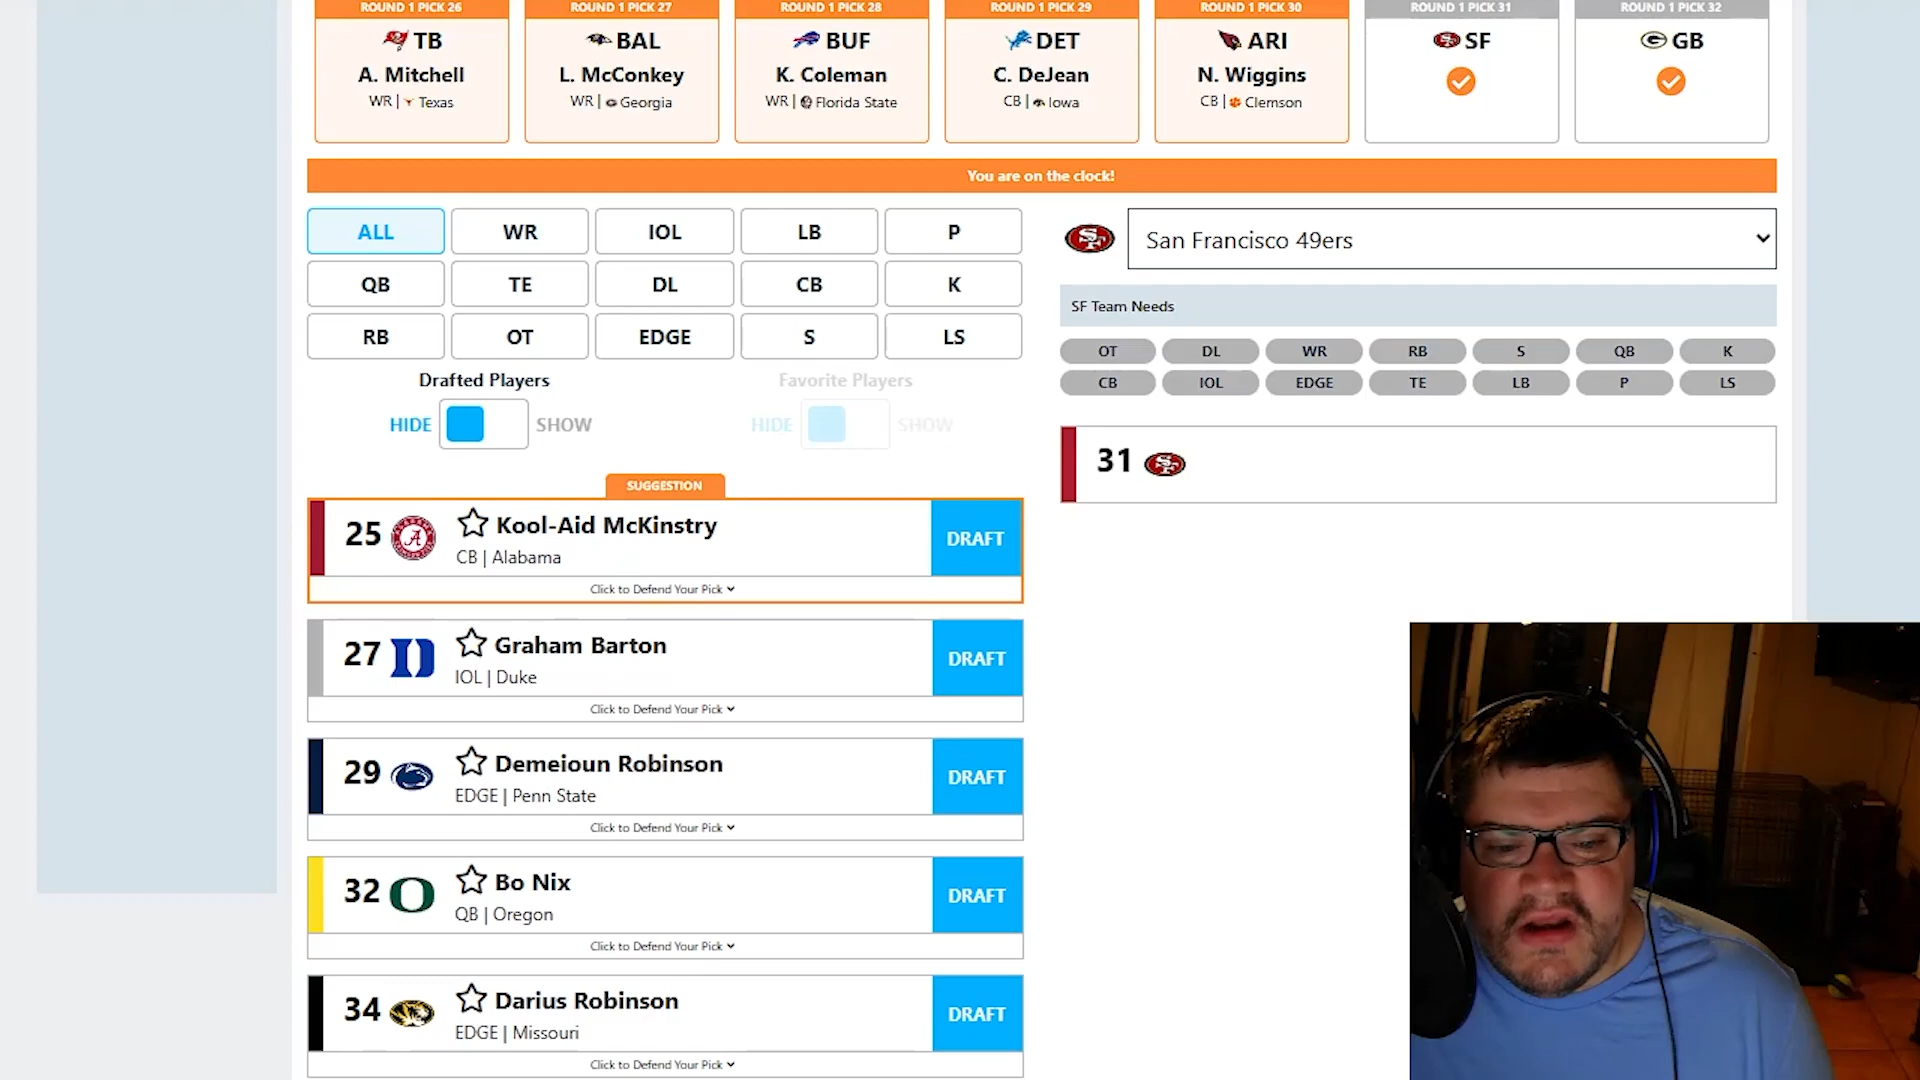 ROUND 1 PICK 26
TB
A. Mitchell
WR | Texas
ROUND 1 PICK 27
BAL
L. McConkey
WR | Georgia
ROUND 1 PICK 28
BUF
K. Coleman
WR | Florida State
ROUND 1 PICK 29
DET
C. DeJean
CB | Iowa
ROUND 1 PICK 30
ARI
N. Wiggins
CB | Clemson
ROUND 1 PICK 31
SF
ROUND 1 PICK 32
GB
You are on the clock!
ALL WR IOL LB P
QB TE DL CB K
RB OT EDGE S LS
Drafted Players
HIDE SHOW
Favorite Players
HIDE SHOW
San Francisco 49ers
SF Team Needs
OT DL WR RB S QB K
CB IOL EDGE TE LB P LS
31 SF
SUGGESTION
25 Kool-Aid McKinstry
CB | Alabama
DRAFT
Click to Defend Your Pick
27 D Graham Barton
IOL | Duke
DRAFT
Click to Defend Your Pick
29 Demeioun Robinson
EDGE | Penn State
DRAFT
Click to Defend Your Pick
32 O Bo Nix
QB | Oregon
DRAFT
Click to Defend Your Pick
34 Darius Robinson
EDGE | Missouri
DRAFT
Click to Defend Your Pick